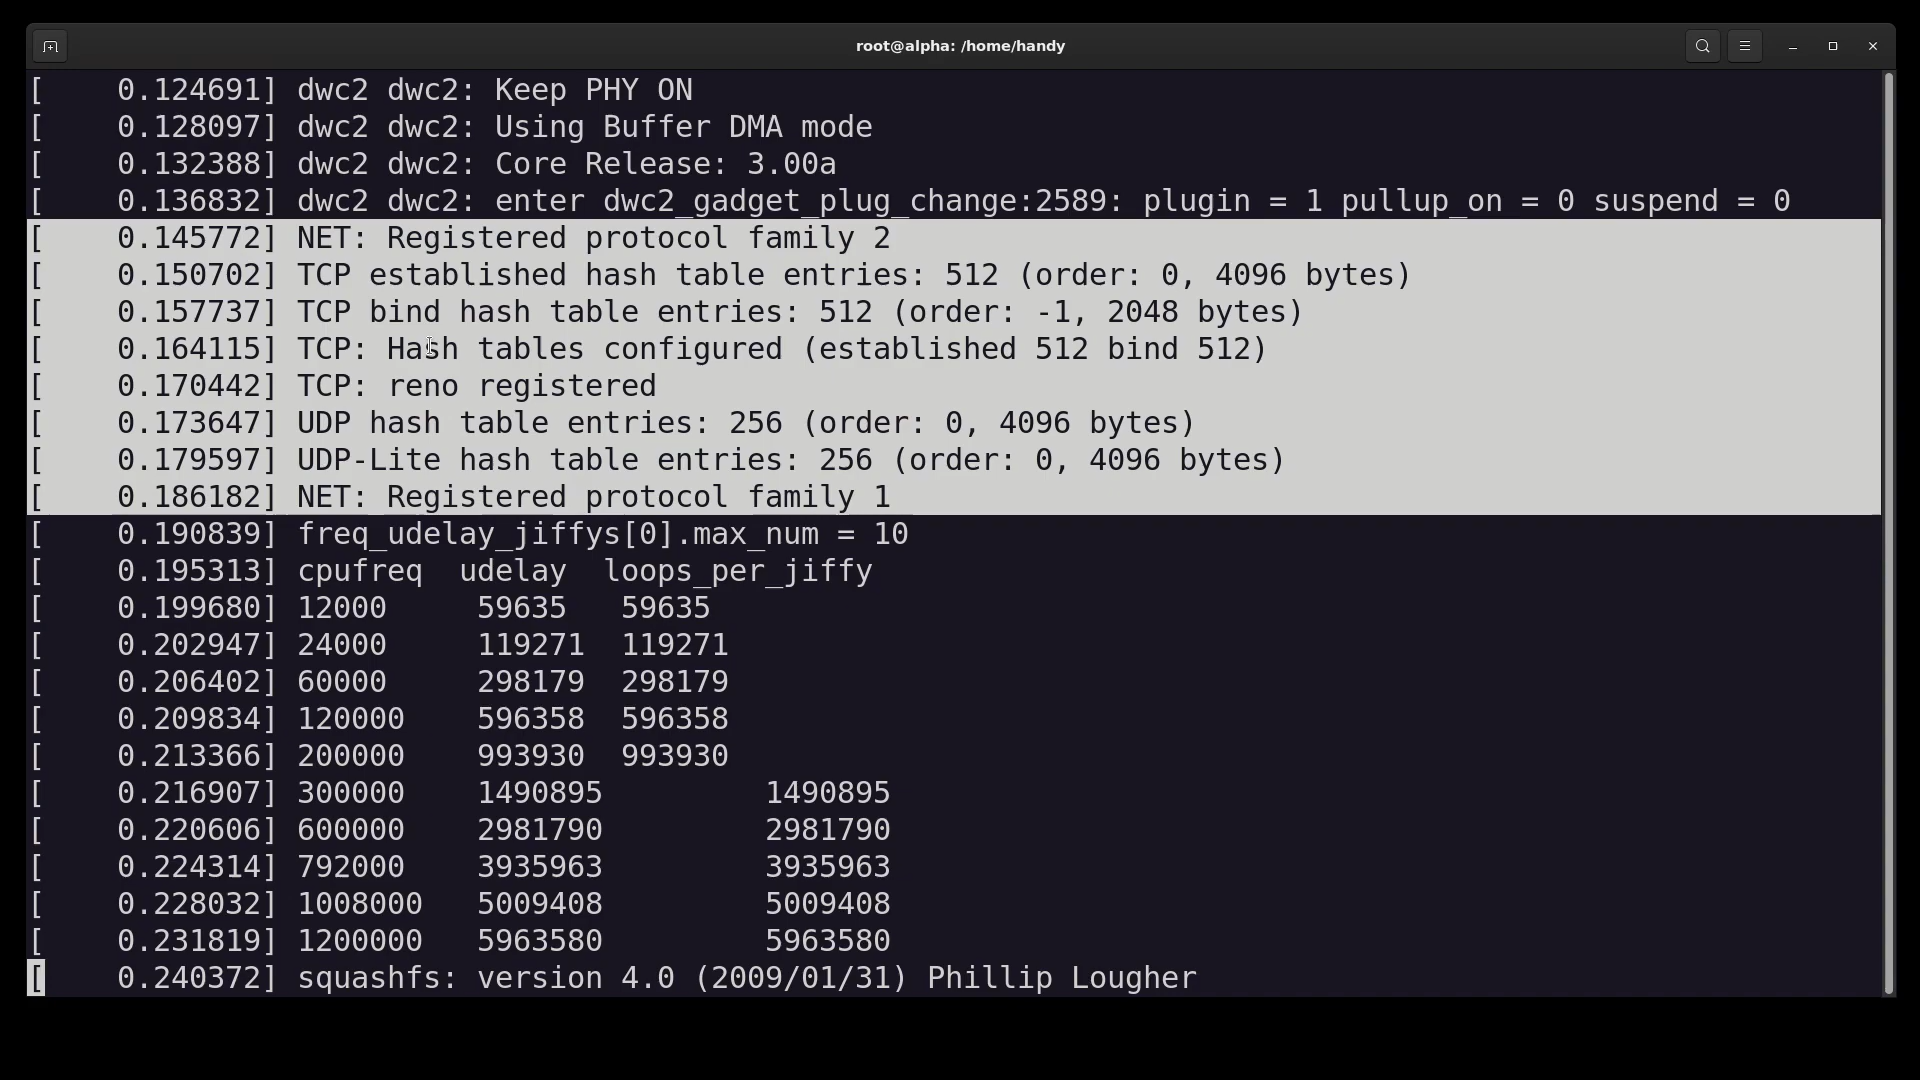 root@alpha: /home/handy
[    0.124691] dwc2 dwc2: Keep PHY ON
[    0.128097] dwc2 dwc2: Using Buffer DMA mode
[    0.132388] dwc2 dwc2: Core Release: 3.00a
[    0.136832] dwc2 dwc2: enter dwc2_gadget_plug_change:2589: plugin = 1 pullup_on = 0 suspend = 0
[    0.145772] NET: Registered protocol family 2
[    0.150702] TCP established hash table entries: 512 (order: 0, 4096 bytes)
[    0.157737] TCP bind hash table entries: 512 (order: -1, 2048 bytes)
[    0.164115] TCP: Hash tables configured (established 512 bind 512)
[    0.170442] TCP: reno registered
[    0.173647] UDP hash table entries: 256 (order: 0, 4096 bytes)
[    0.179597] UDP-Lite hash table entries: 256 (order: 0, 4096 bytes)
[    0.186182] NET: Registered protocol family 1
[    0.190839] freq_udelay_jiffys[0].max_num = 10
[    0.195313] cpufreq  udelay  loops_per_jiffy
[    0.199680] 12000     59635   59635
[    0.202947] 24000     119271  119271
[    0.206402] 60000     298179  298179
[    0.209834] 120000    596358  596358
[    0.213366] 200000    993930  993930
[    0.216907] 300000    1490895         1490895
[    0.220606] 600000    2981790         2981790
[    0.224314] 792000    3935963         3935963
[    0.228032] 1008000   5009408         5009408
[    0.231819] 1200000   5963580         5963580
[    0.240372] squashfs: version 4.0 (2009/01/31) Phillip Lougher